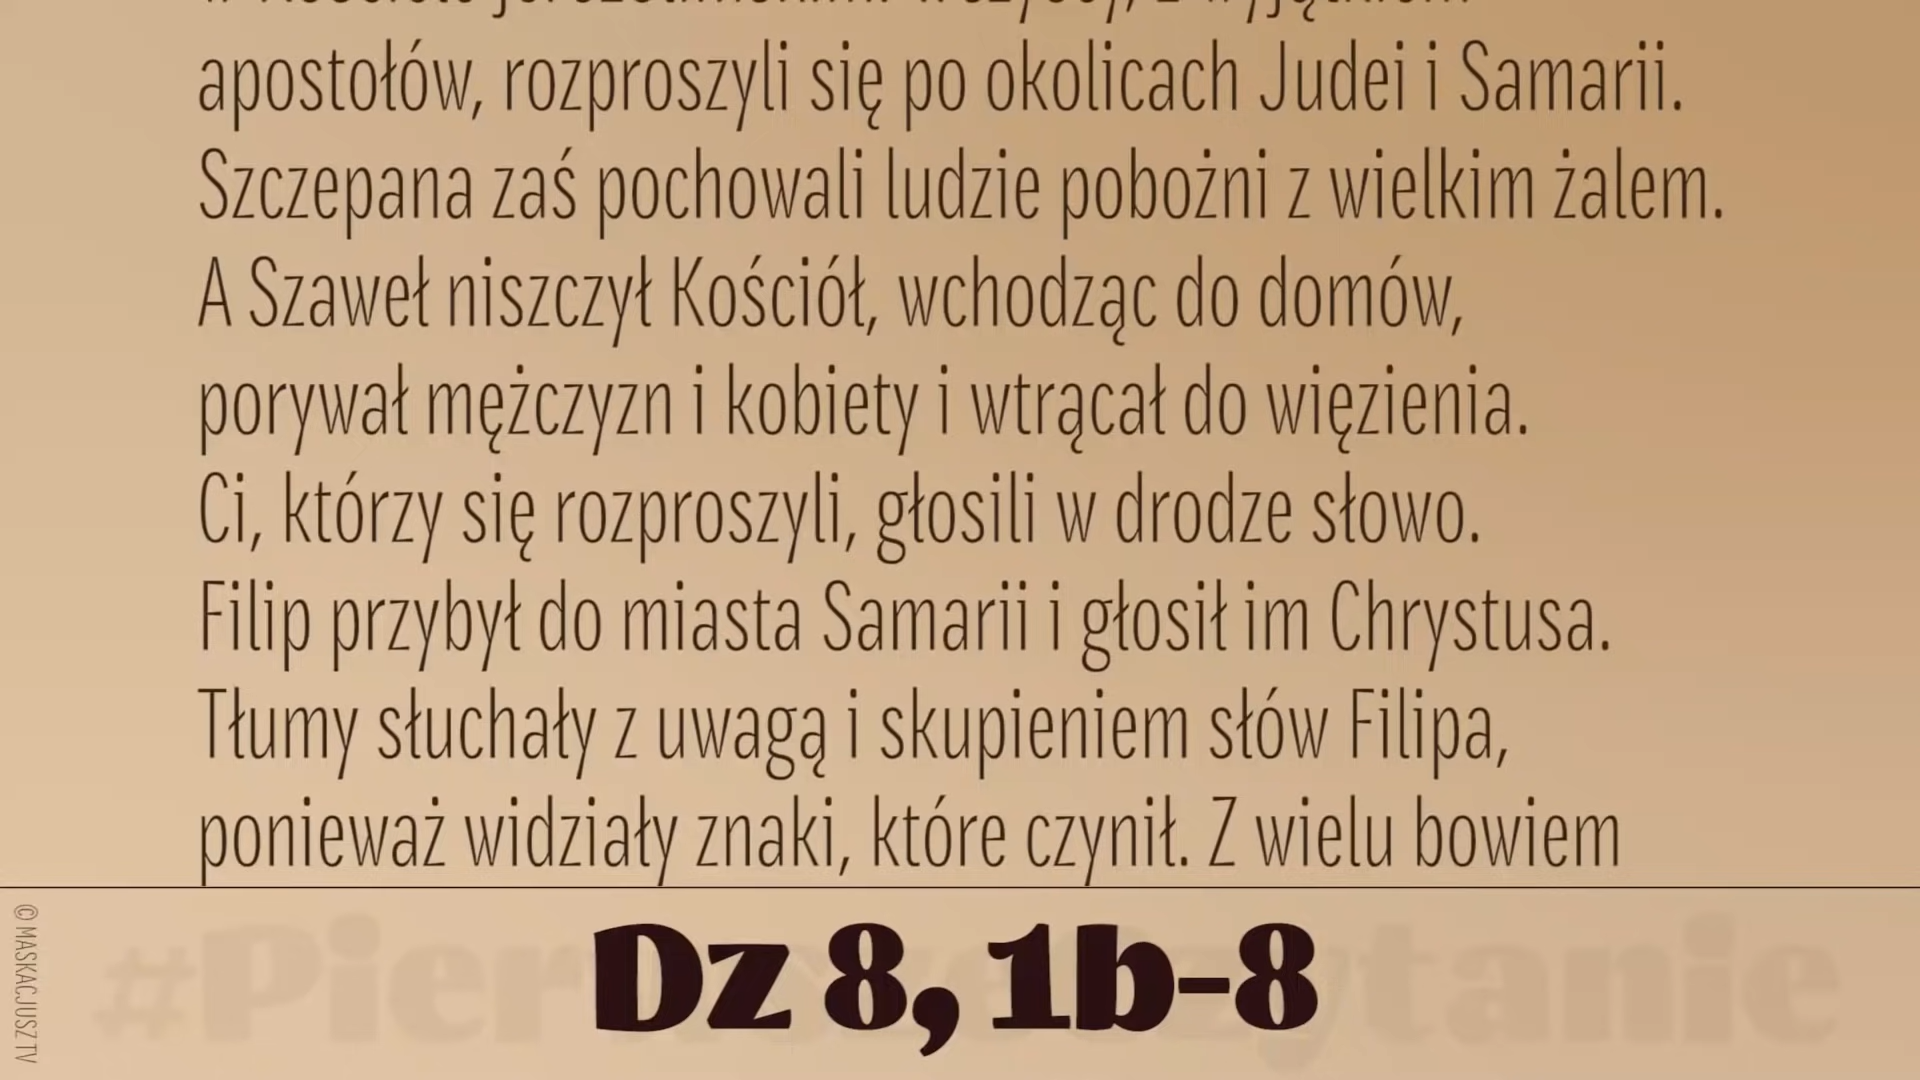 apostołów, rozproszyli się po okolicach Judei i Samarii.
Szczepana zaś pochowali ludzie pobożni z wielkim żalem.
A Szaweł niszczył Kościół, wchodząc do domów,
porywał mężczyzn i kobiety i wtrącał do więzienia.
Ci, którzy się rozproszyli, głosili w drodze słowo.
Filip przybył do miasta Samarii i głosił im Chrystusa.
Tłumy słuchały z uwagą i skupieniem słów Filipa,
ponieważ widziały znaki, które czynił. Z wielu bowiem
#PierwszeCzytanie
Dz 8, 1b-8
© MASKACJUSZ TV